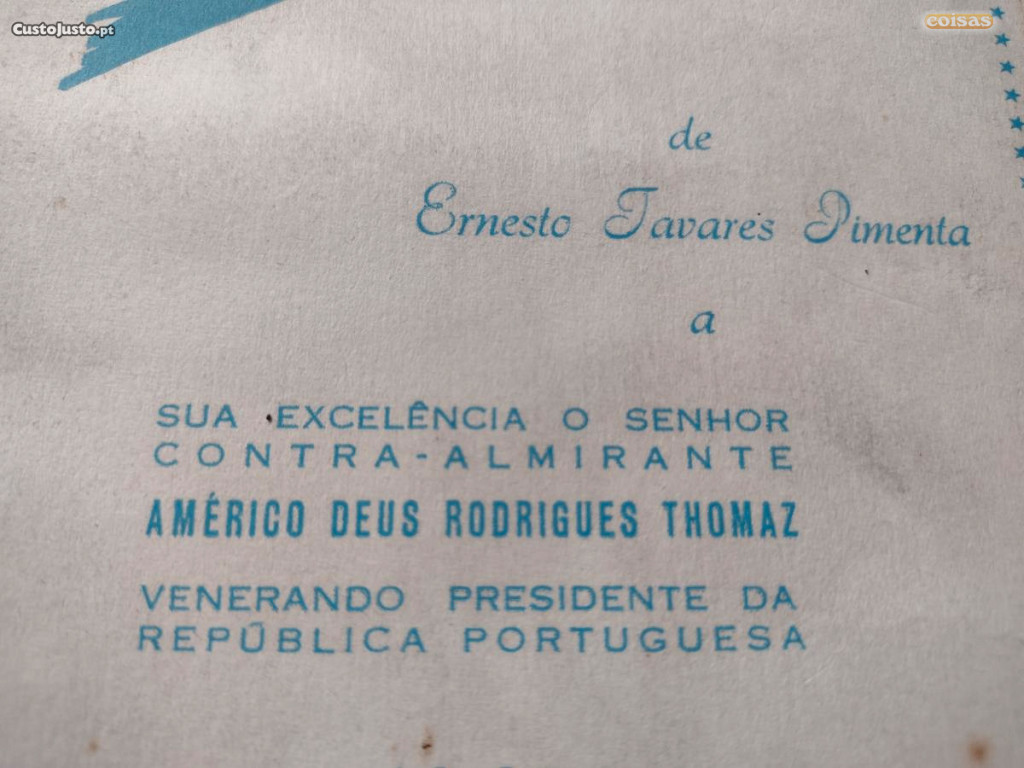 CustoJusto.pt
coisas
de
Ernesto Tavares Pimenta
a
SUA EXCELÊNCIA O SENHOR
CONTRA-ALMIRANTE
AMÉRICO DEUS RODRIGUES THOMAZ
VENERANDO PRESIDENTE DA
REPÚBLICA PORTUGUESA